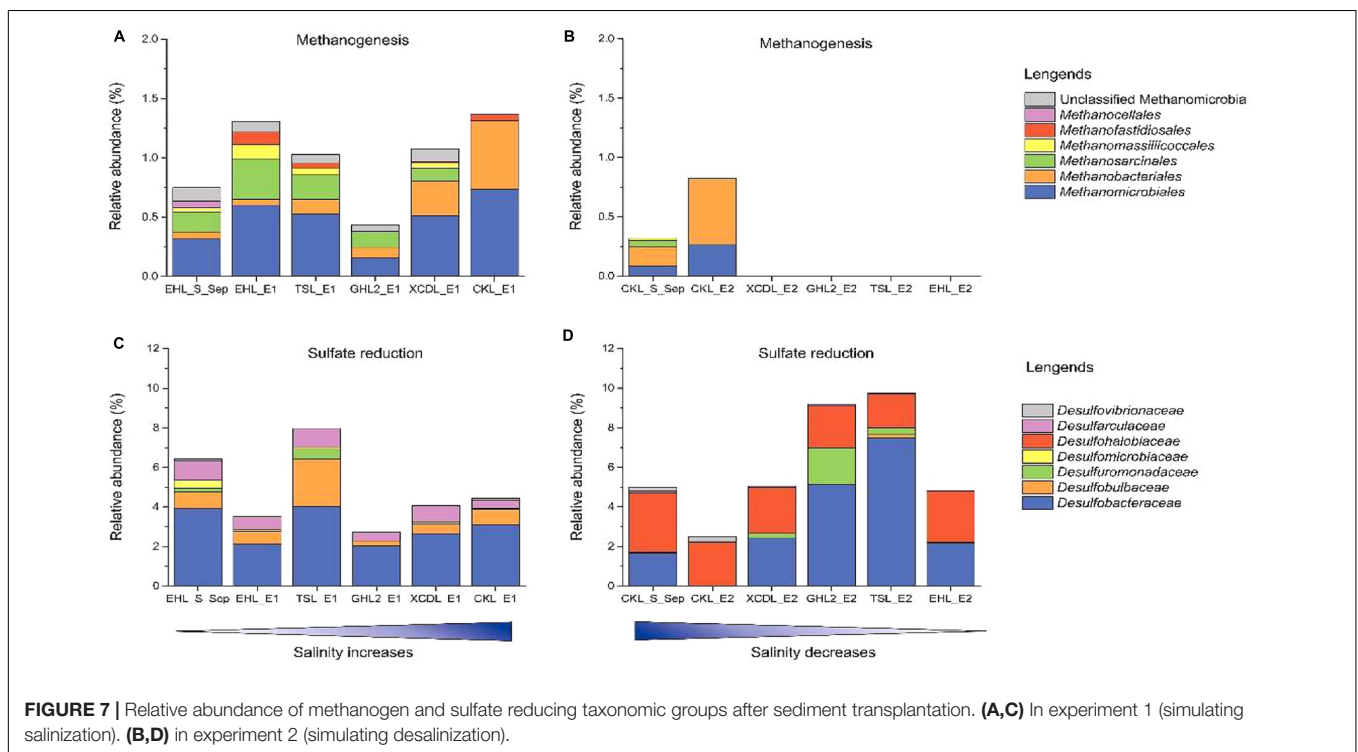 A
Methanogenesis
2.0
1.5
1.0
0.5
0.0
Relative abundance (%)
EHL_S_Sep EHL_E1 TSL_E1 GHL2_E1 XCDL_E1 CKL_E1
B
Methanogenesis
2.0
1.5
1.0
0.5
0.0
Relative abundance (%)
CKL_S_Sep CKL_E2 XCDL_E2 GHL2_E2 TSL_E2 EHL_E2
Lengends
Unclassified Methanomicrobia
Methanocellales
Methanofastidiosales
Methanomassiliicoccales
Methanosarcinales
Methanobacteriales
Methanomicrobiales
C
Sulfate reduction
12
10
8
6
4
2
0
Relative abundance (%)
EHL_S_Sep EHL_E1 TSL_E1 GHL2_E1 XCDL_E1 CKL_E1
Salinity increases
D
Sulfate reduction
12
10
8
6
4
2
0
Relative abundance (%)
CKL_S_Sep CKL_E2 XCDL_E2 GHL2_E2 TSL_E2 EHL_E2
Salinity decreases
Lengends
Desulfovibrionaceae
Desulfarculaceae
Desulfohalobiaceae
Desulfomicrobiaceae
Desulfuromonadaceae
Desulfobulbaceae
Desulfobacteraceae
FIGURE 7 | Relative abundance of methanogen and sulfate reducing taxonomic groups after sediment transplantation. (A,C) In experiment 1 (simulating
salinization). (B,D) in experiment 2 (simulating desalinization).